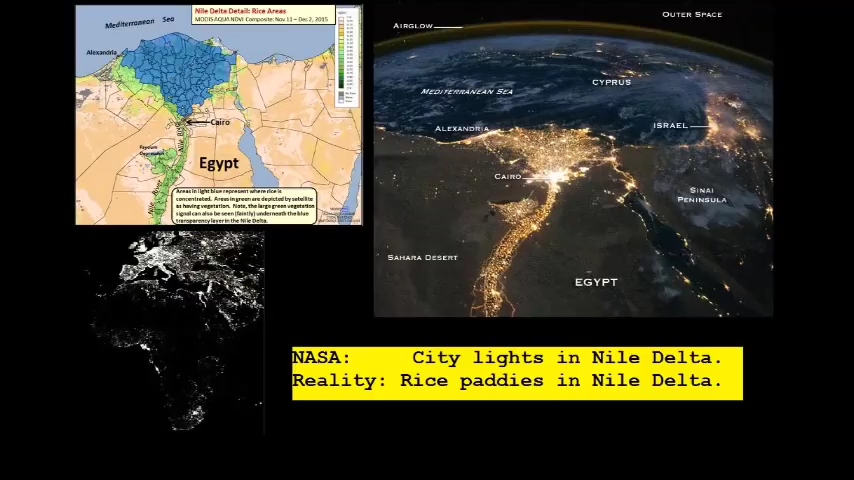 Nile Delta Detail: Rice Areas
MODIS AQUA NDVI Composite: Nov 11 – Dec 2, 2015
Mediterranean Sea
Alexandria
Cairo
Nile River
Fayoum
Depression
Egypt
Areas in light blue represent where rice is
concentrated. Areas in green are depicted by satellite
as having vegetation. Note, the large green vegetation
signal can also be seen (faintly) underneath the blue
transparency layer in the Nile Delta.
OUTER SPACE
AIRGLOW
CYPRUS
MEDITERRANEAN SEA
ALEXANDRIA
ISRAEL
CAIRO
SINAI
PENINSULA
SAHARA DESERT
EGYPT
NASA: City lights in Nile Delta.
Reality: Rice paddies in Nile Delta.